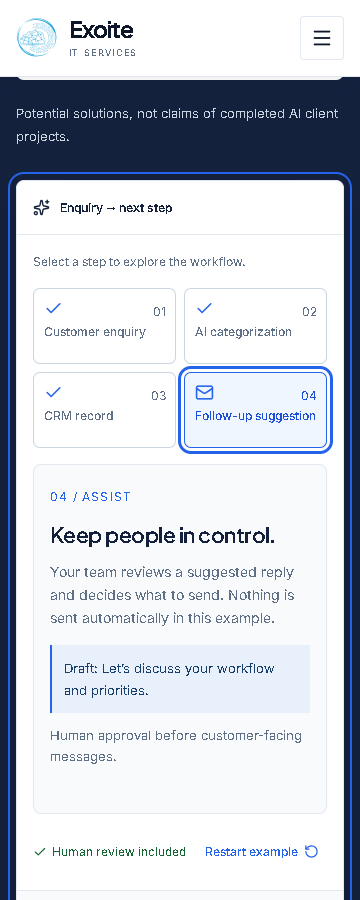 Exoite
IT SERVICES
Potential solutions, not claims of completed AI client
projects.
Enquiry → next step
Select a step to explore the workflow.
01
Customer enquiry
02
AI categorization
03
CRM record
04
Follow-up suggestion
04 / ASSIST
Keep people in control.
Your team reviews a suggested reply
and decides what to send. Nothing is
sent automatically in this example.
Draft: Let's discuss your workflow
and priorities.
Human approval before customer-facing
messages.
Human review included
Restart example